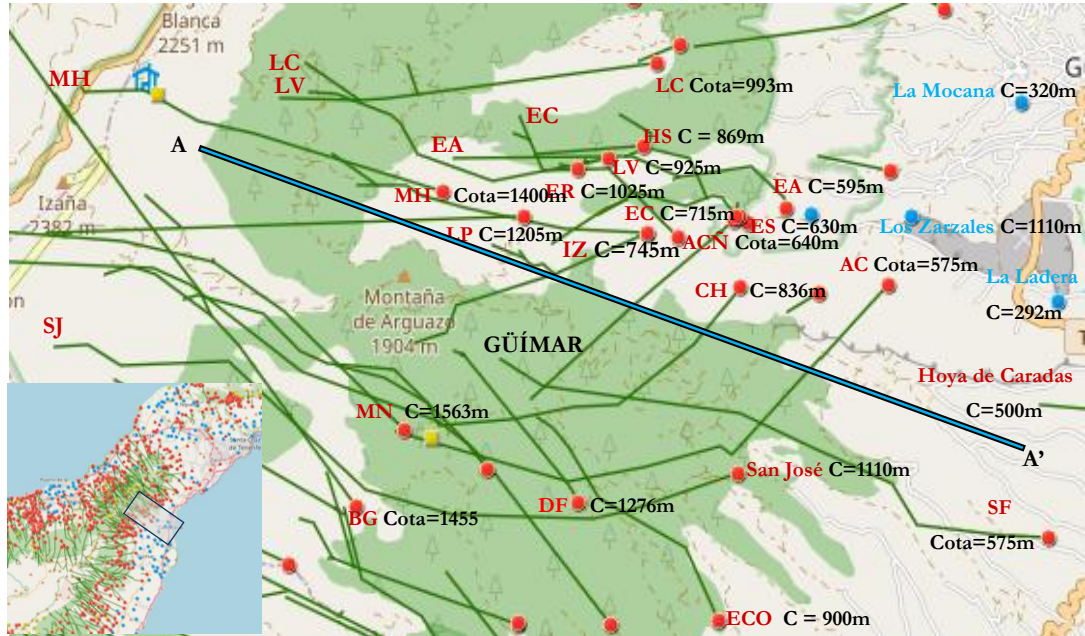 Blanca
2251 m
MH
LC
LV
LC Cota=993m
G
La Mocana C=320m
EC
HS C = 869m
A
EA
LV C=925m
MH Cota=1400m
ER C=1025m
EA C=595m
Izaña
2382 m
LP C=1205m
EC C=715m
ES C=630m
Los Zarzales C=1110m
IZ C=745m
ACÑ Cota=640m
AC Cota=575m
on
CH C=836m
La Ladera
C=292m
Montaña
de Arguazo
1904 m
SJ
GÜÍMAR
Hoya de Caradas
C=500m
MN C=1563m
A'
San José C=1110m
DF C=1276m
BG Cota=1455
SF
Cota=575m
ECO C = 900m